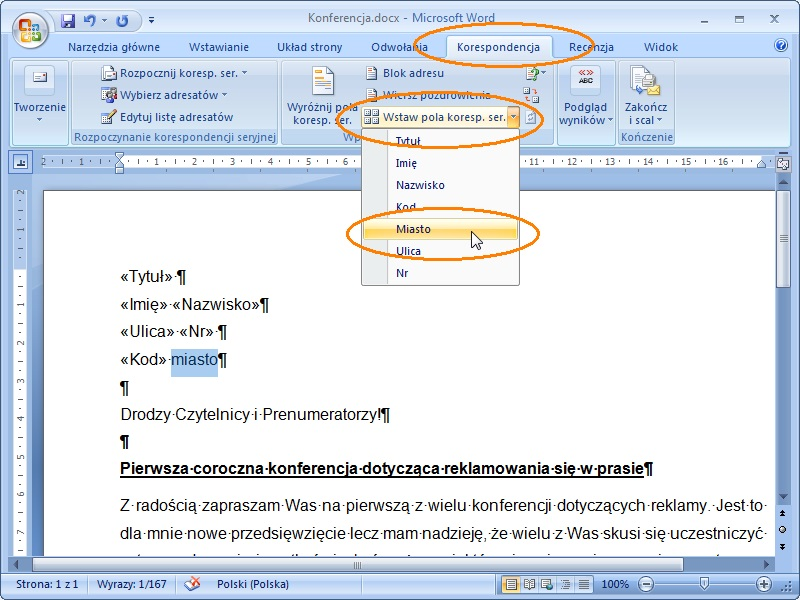 Konferencja.docx - Microsoft Word
Narzędzia główne Wstawianie Układ strony Odwołania Korespondencja Recenzja Widok
Tworzenie
Rozpocznij koresp. ser.
Wybierz adresatów
Edytuj listę adresatów
Rozpoczynanie korespondencji seryjnej
Wyróżnij pola koresp. ser.
Blok adresu
Wiersz pozdrowienia
Wstaw pola koresp. ser.
ABC
Podgląd wyników
Zakończ i scal
Kończenie
Tytuł
Imię
Nazwisko
Kod
Miasto
Ulica
Nr
«Tytuł»·¶
«Imię»·«Nazwisko»¶
«Ulica»·«Nr»·¶
«Kod»·miasto¶
¶
Drodzy·Czytelnicy·i·Prenumeratorzy!¶
¶
Pierwsza·coroczna·konferencja·dotycząca·reklamowania·się·w·prasie¶
Z·radością·zapraszam·Was·na·pierwszą·z·wielu·konferencji·dotyczących·reklamy.·Jest·to·
dla·mnie·nowe·przedsięwzięcie·lecz·mam·nadzieję,·że·wielu·z·Was·skusi·się·uczestniczyć·
Strona: 1 z 1 Wyrazy: 1/167 Polski (Polska) 100%